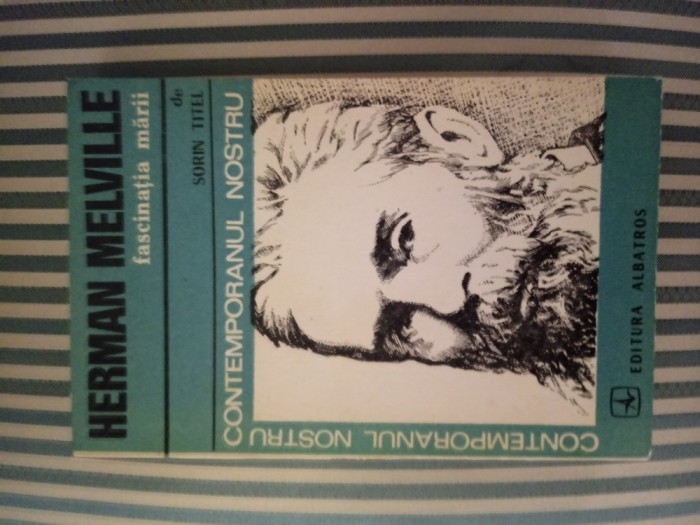 HERMAN MELVILLE
fascinația mării
de
SORIN TITEL
CONTEMPORANUL NOSTRU
CONTEMPORANUL NOSTRU
EDITURA ALBATROS